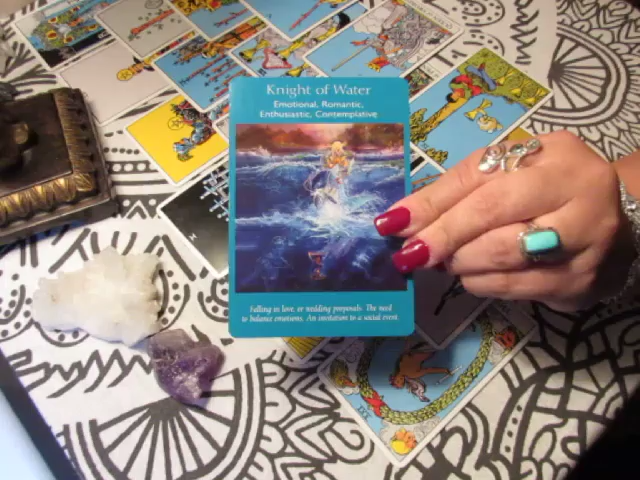 Knight of Water
Emotional, Romantic,
Enthusiastic, Contemplative
Falling in love, or wedding proposals. The need
to balance emotions. An invitation to a social event.